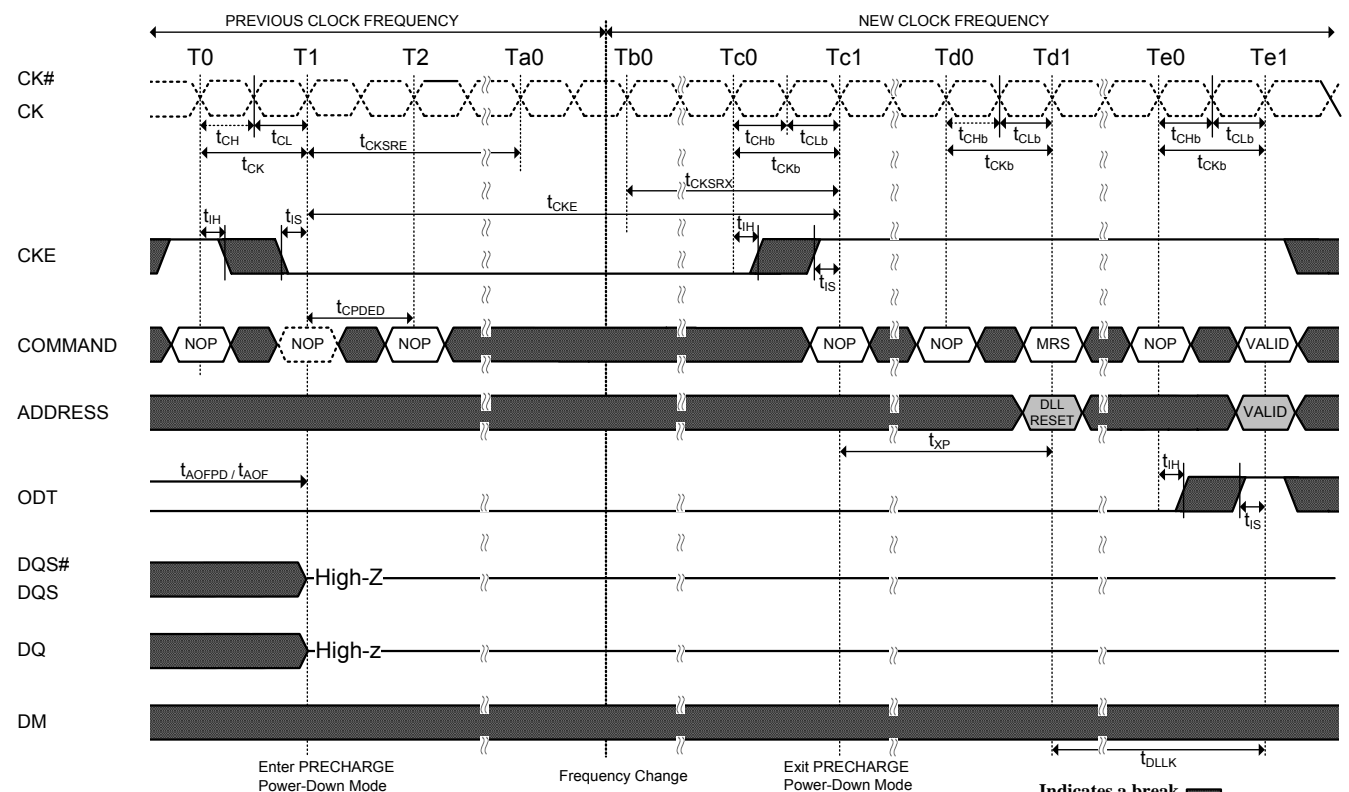 PREVIOUS CLOCK FREQUENCY NEW CLOCK FREQUENCY
T0 T1 T2 Ta0 Tb0 Tc0 Tc1 Td0 Td1 Te0 Te1
CK#
CK
tCH tCL tCKSRE tCHb tCLb tCHb tCLb tCHb tCLb
tCK tCKb tCKb tCKb
tCKSRX
tCKE
tIH tIS tIH
CKE
tIS
tCPDED
COMMAND NOP NOP NOP NOP NOP MRS NOP VALID
ADDRESS DLL RESET VALID
tXP
tAOFPD / tAOF tIH
ODT
tIS
DQS#
DQS
High-Z
DQ High-z
DM
tDLLK
Enter PRECHARGE
Power-Down Mode
Frequency Change
Exit PRECHARGE
Power-Down Mode
Indicates a break